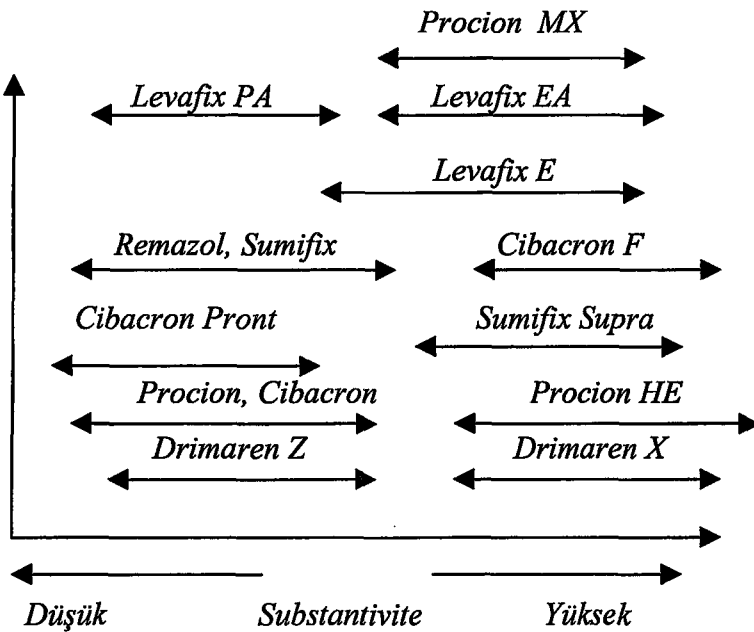 Procion MX
Levafix PA Levafix EA
Levafix E
Remazol, Sumifix Cibacron F
Cibacron Pront Sumifix Supra
Procion, Cibacron Procion HE
Drimaren Z Drimaren X
Düşük Substantivite Yüksek